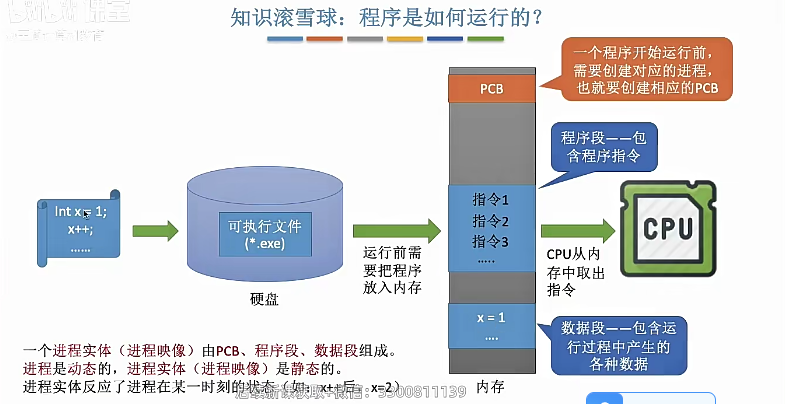 知识滚雪球：程序是如何运行的？
PCB
一个程序开始运行前，
需要创建对应的进程，
也就要创建相应的PCB
程序段——包
含程序指令
Int x = 1;
x++;
……
可执行文件
(*.exe)
硬盘
运行前需
要把程序
放入内存
指令1
指令2
指令3
…..
CPU从内
存中取出
指令
CPU
x = 1
….
数据段——包含运
行过程中产生的
各种数据
内存
一个进程实体（进程映像）由PCB、程序段、数据段组成。
进程是动态的，进程实体（进程映像）是静态的。
进程实体反应了进程在某一时刻的状态（如：x++后，x=2）
微信：3300811139